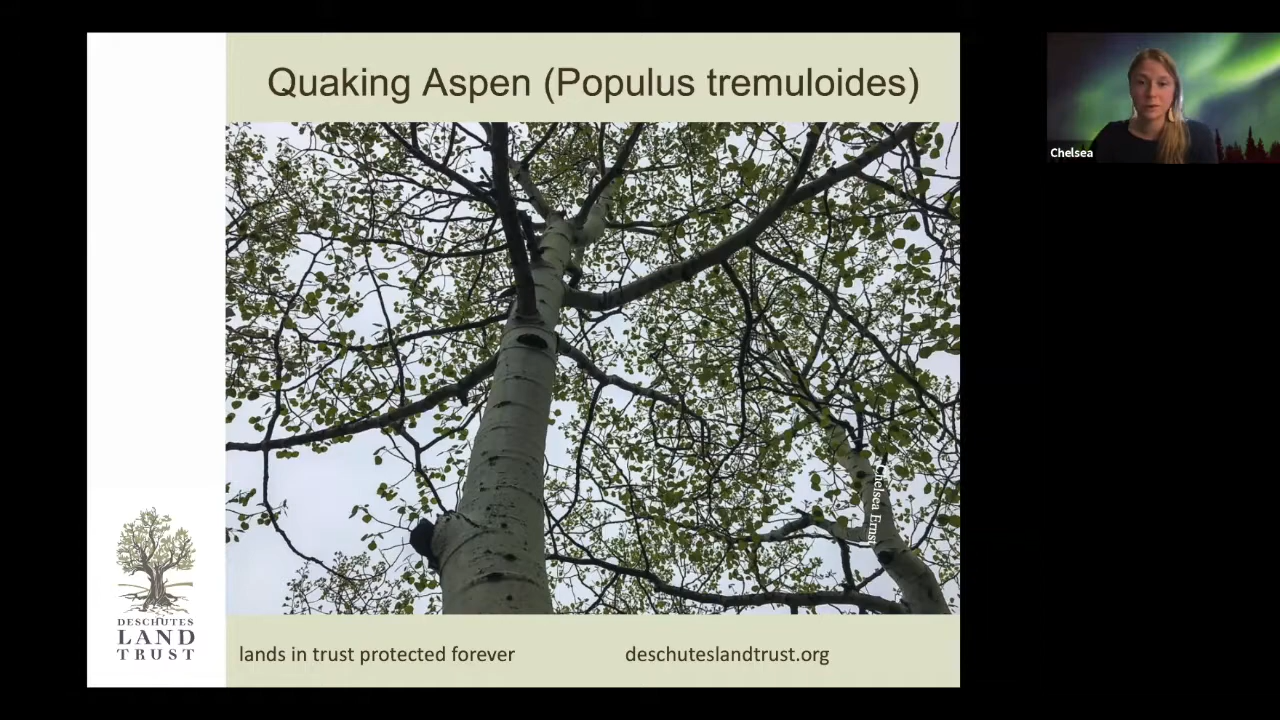 Quaking Aspen (Populus tremuloides)
Chelsea
Chelsea Ernst
DESCHUTES
LAND
TRUST
lands in trust protected forever
deschuteslandtrust.org